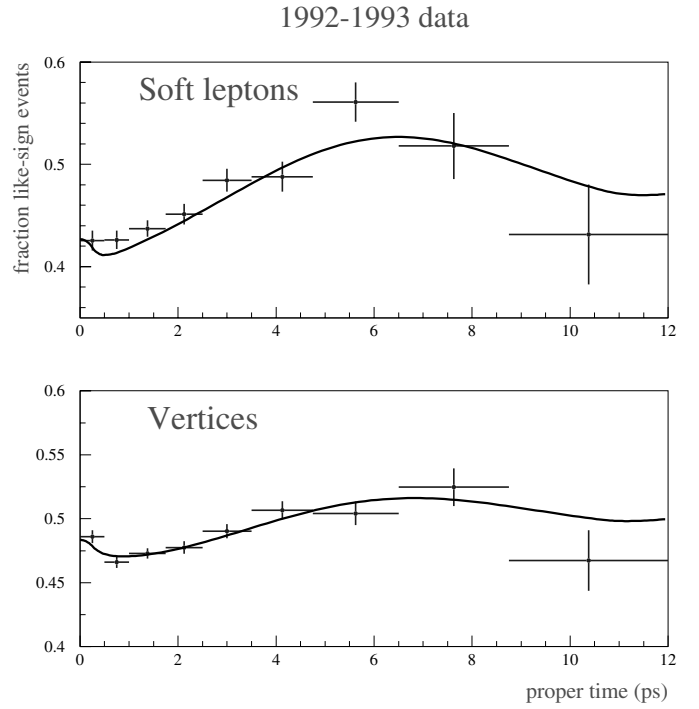 1992-1993 data
fraction like-sign events
0.6
0.5
0.4
Soft leptons
0 2 4 6 8 10 12
0.6
0.55
0.5
0.45
0.4
Vertices
0 2 4 6 8 10 12
proper time (ps)